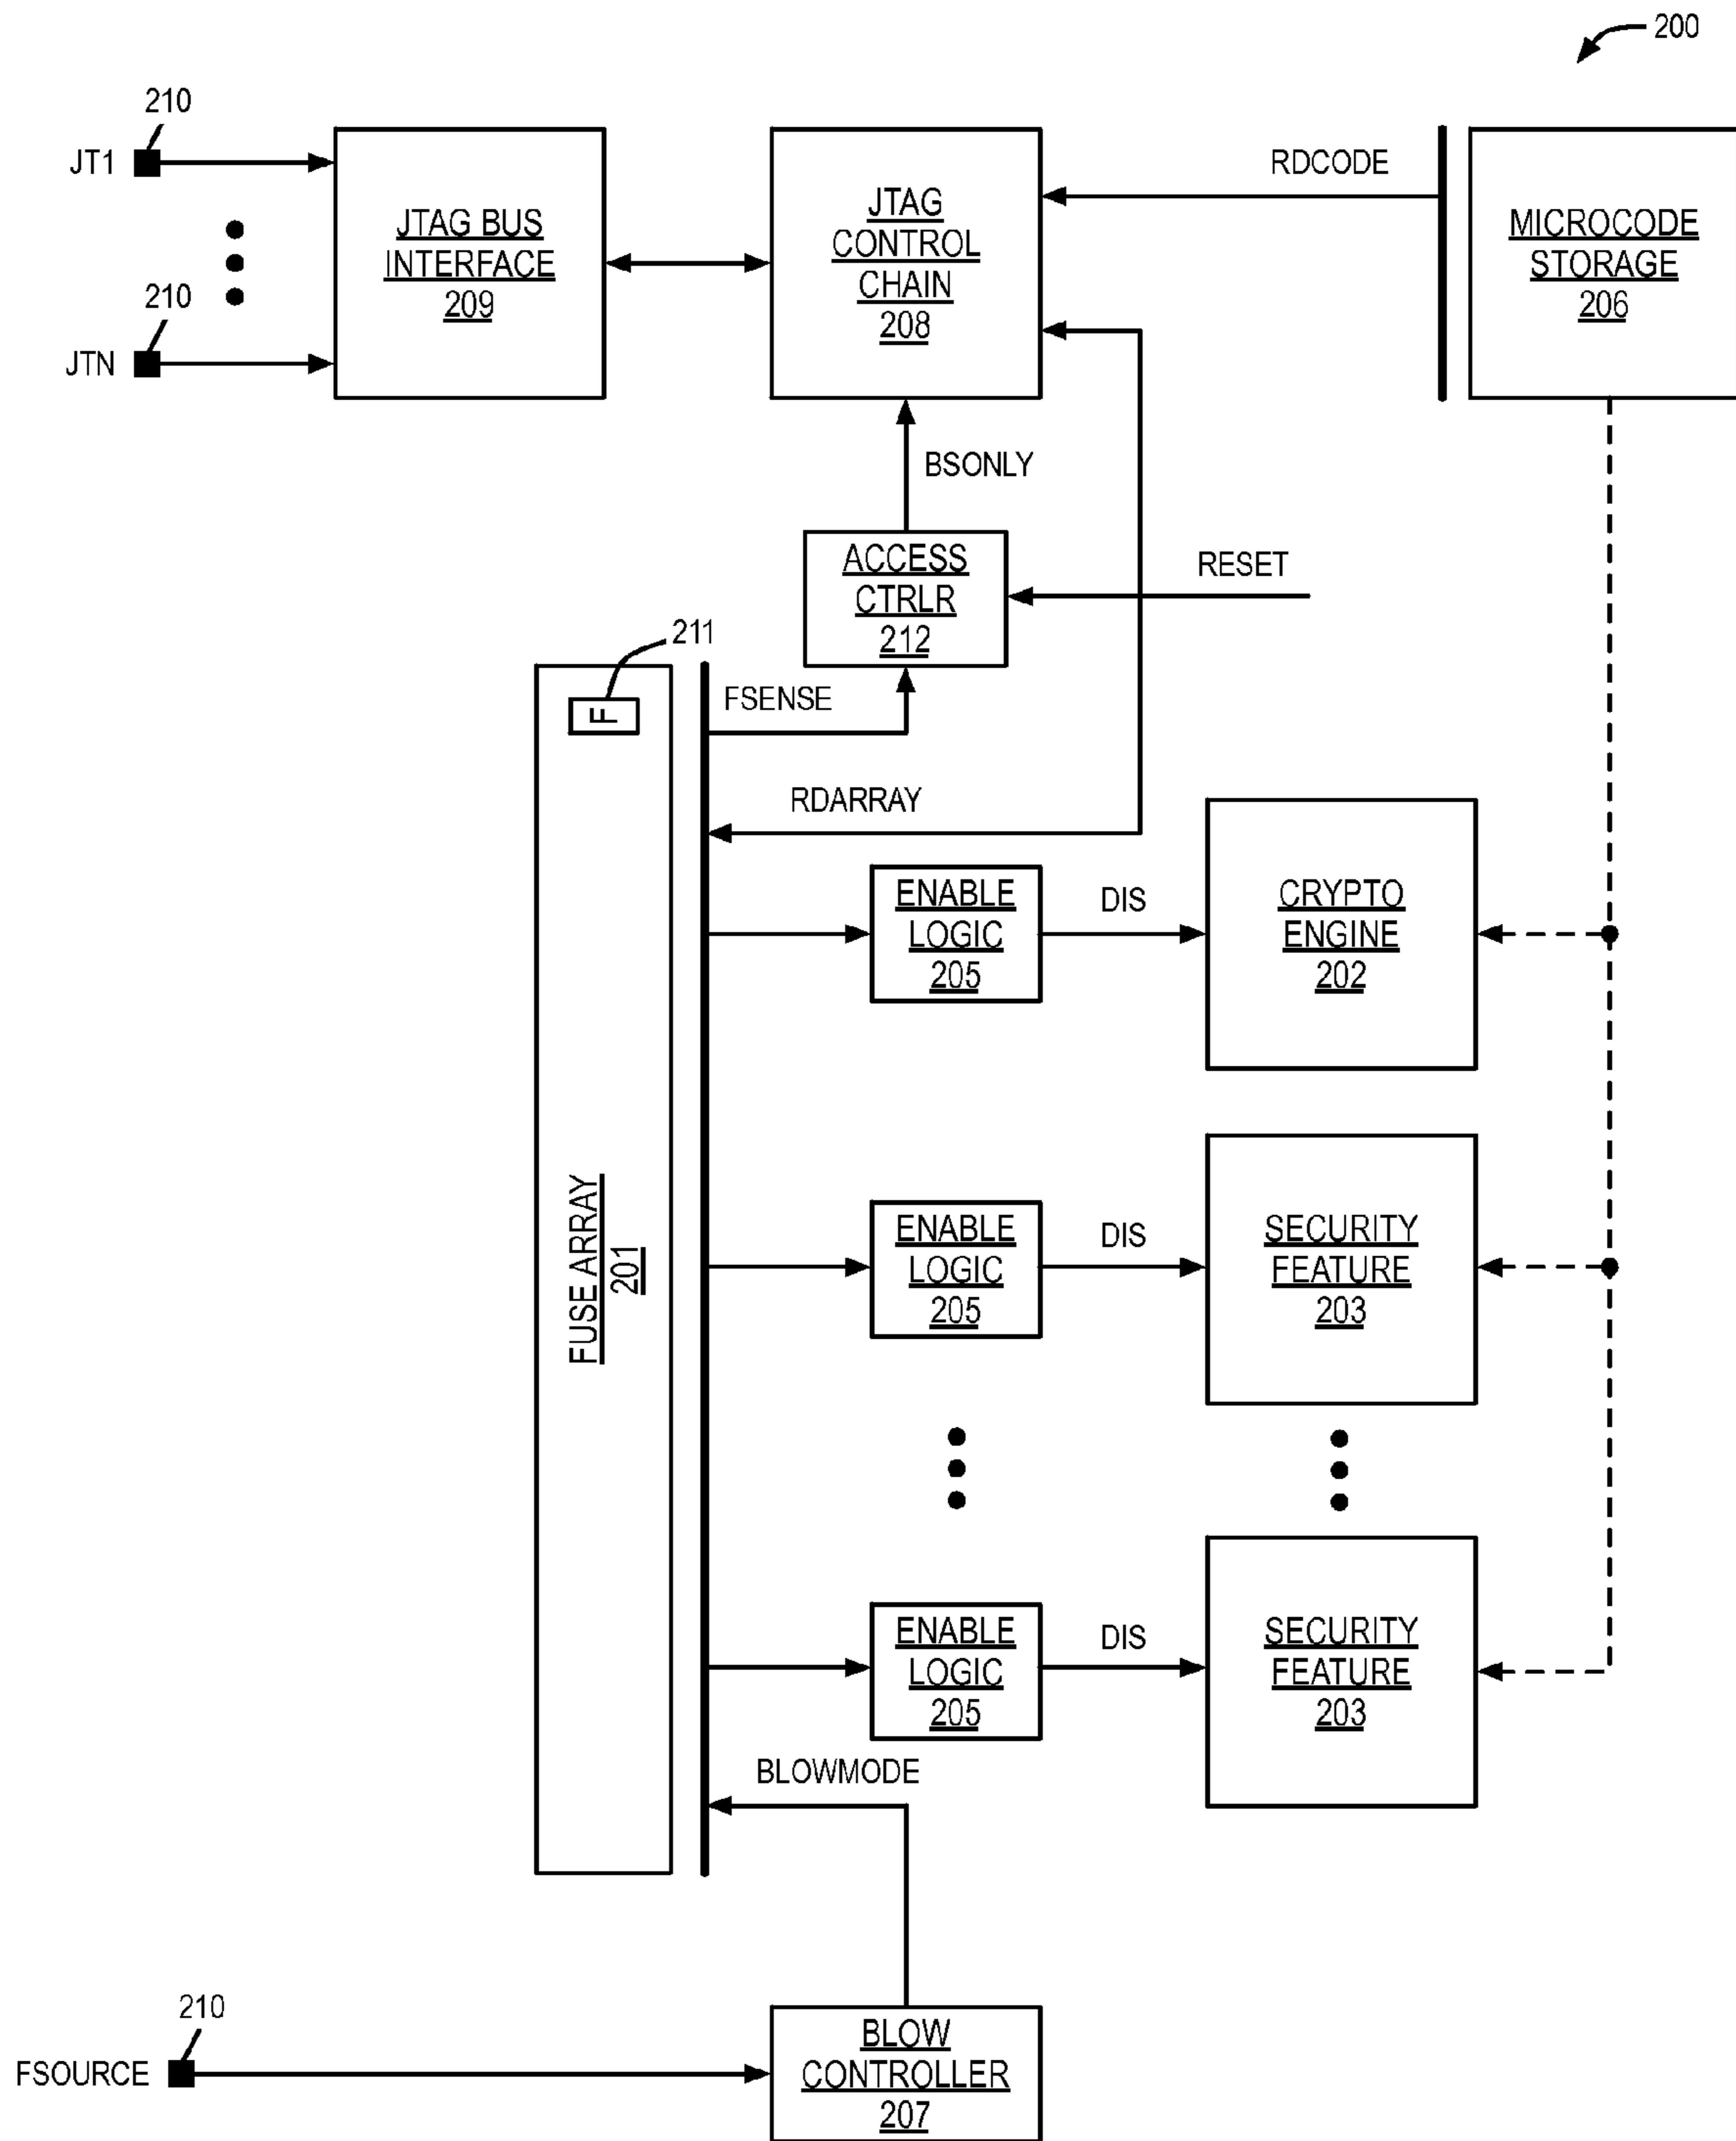 200
210
JT1
JTAG BUS
INTERFACE
209
210
JTN
JTAG
CONTROL
CHAIN
208
RDCODE
MICROCODE
STORAGE
206
BSONLY
ACCESS
CTRLR
212
RESET
211
F
FSENSE
RDARRAY
FUSE ARRAY
201
ENABLE
LOGIC
205
DIS
CRYPTO
ENGINE
202
ENABLE
LOGIC
205
DIS
SECURITY
FEATURE
203
ENABLE
LOGIC
205
DIS
SECURITY
FEATURE
203
BLOWMODE
210
FSOURCE
BLOW
CONTROLLER
207